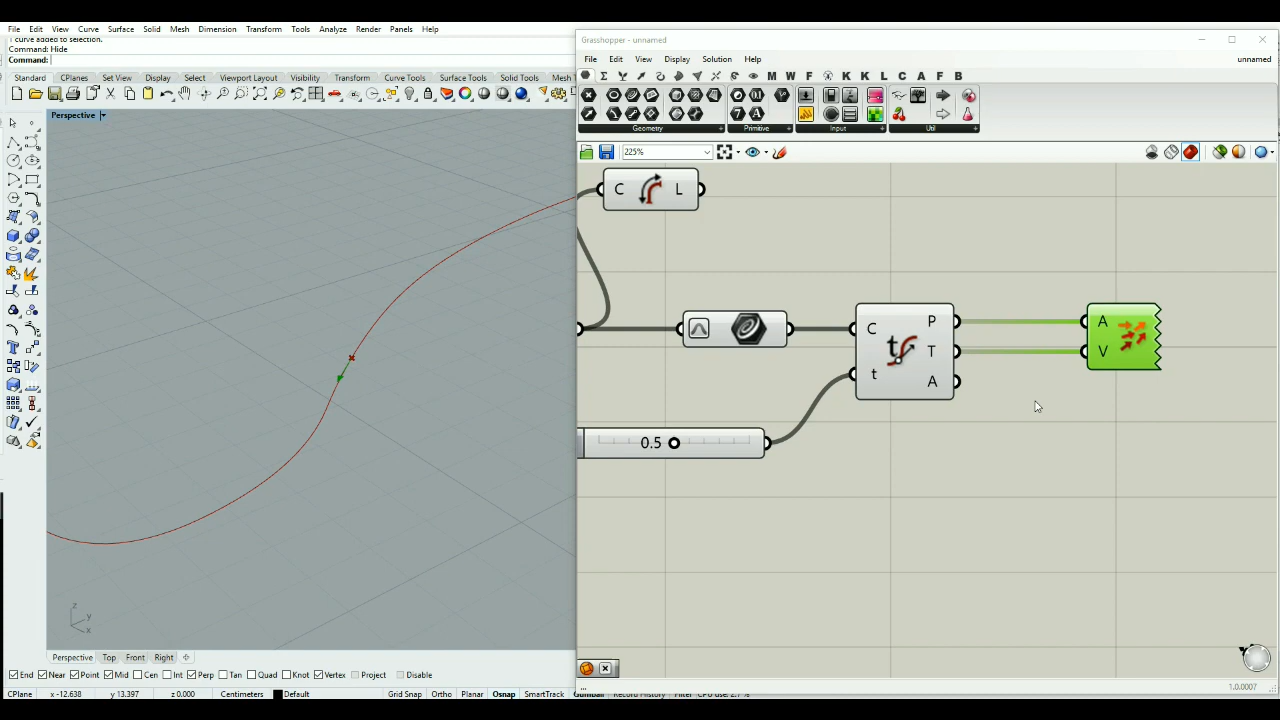 File Edit View Curve Surface Solid Mesh Dimension Transform Tools Analyze Render Panels Help
1 curve added to selection.
Command: Hide
Command:
Standard CPlanes Set View Display Select Viewport Layout Visibility Transform Curve Tools Surface Tools Solid Tools Mesh
Perspective
z
y
x
Perspective Top Front Right
End Near Point Mid Cen Int Perp Tan Quad Knot Vertex Project Disable
CPlane x -12.638 y 13.397 z 0.000 Centimeters Default Grid Snap Ortho Planar Osnap SmartTrack Gumball Record History Filter CPU use: 2.7 %
Grasshopper - unnamed
File Edit View Display Solution Help unnamed
M W F K K L C A F B
Geometry Primitive Input Util
225%
C L
C P
T
t A
A
V
0.5
...
1.0.0007